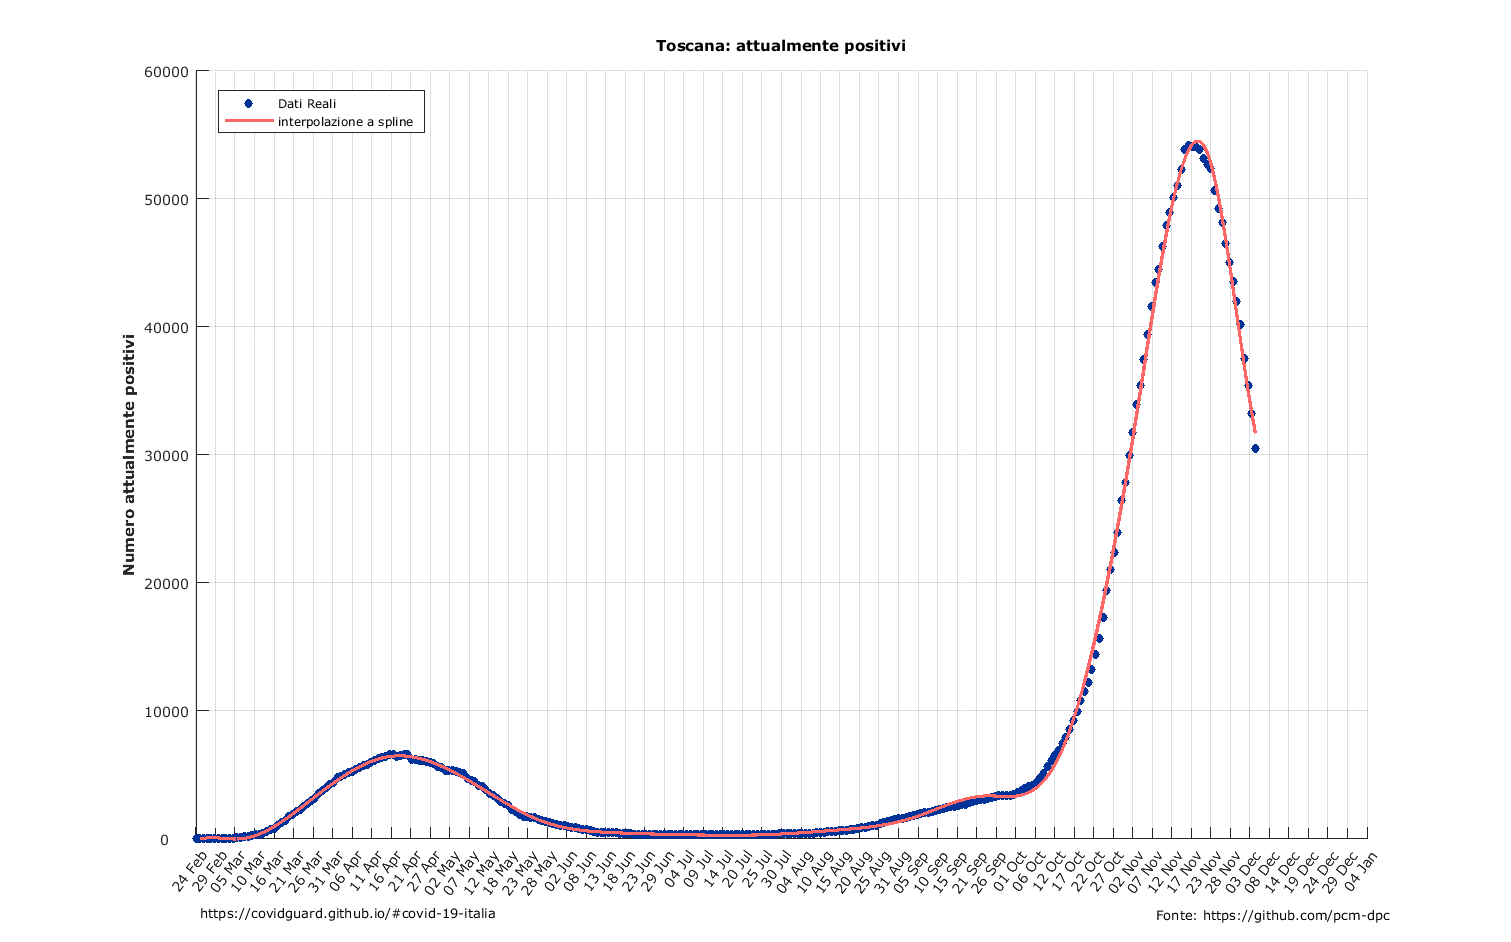 Toscana: attualmente positivi
60000
50000
40000
30000
20000
10000
0
Numero attualmente positivi
Dati Reali
interpolazione a spline
24 Feb
29 Feb
05 Mar
10 Mar
16 Mar
21 Mar
26 Mar
31 Mar
06 Apr
11 Apr
16 Apr
21 Apr
27 Apr
02 May
07 May
12 May
18 May
23 May
28 May
02 Jun
08 Jun
13 Jun
18 Jun
23 Jun
29 Jun
04 Jul
09 Jul
14 Jul
20 Jul
25 Jul
30 Jul
04 Aug
10 Aug
15 Aug
20 Aug
25 Aug
31 Aug
05 Sep
10 Sep
15 Sep
21 Sep
26 Sep
01 Oct
06 Oct
12 Oct
17 Oct
22 Oct
27 Oct
02 Nov
07 Nov
12 Nov
17 Nov
23 Nov
28 Nov
03 Dec
08 Dec
14 Dec
19 Dec
24 Dec
29 Dec
04 Jan
https://covidguard.github.io/#covid-19-italia
Fonte: https://github.com/pcm-dpc